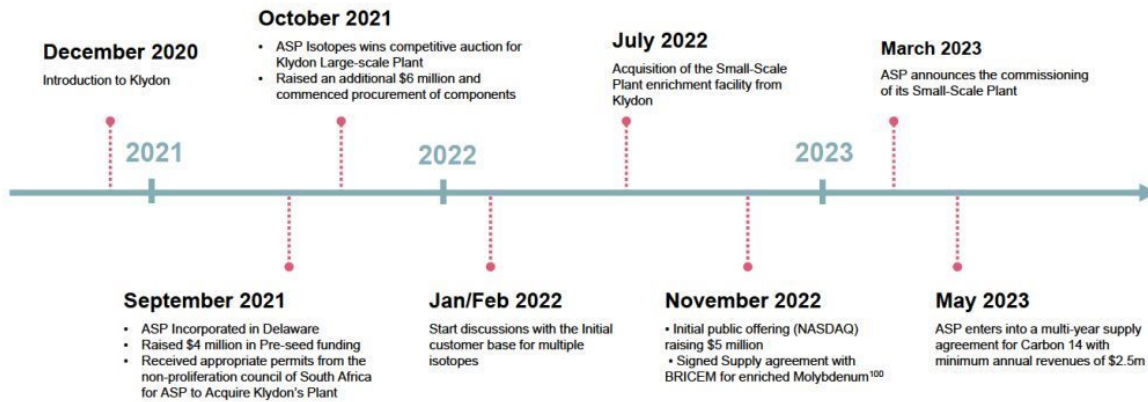 October 2021
• ASP Isotopes wins competitive auction for
Klydon Large-scale Plant
• Raised an additional $6 million and
commenced procurement of components
December 2020
Introduction to Klydon
July 2022
Acquisition of the Small-Scale
Plant enrichment facility from
Klydon
March 2023
ASP announces the commissioning
of its Small-Scale Plant
2021
2022
2023
September 2021
• ASP Incorporated in Delaware
• Raised $4 million in Pre-seed funding
• Received appropriate permits from the
non-proliferation council of South Africa
for ASP to Acquire Klydon's Plant
Jan/Feb 2022
Start discussions with the Initial
customer base for multiple
isotopes
November 2022
• Initial public offering (NASDAQ)
raising $5 million
• Signed Supply agreement with
BRICEM for enriched Molybdenum¹⁰⁰
May 2023
ASP enters into a multi-year supply
agreement for Carbon 14 with
minimum annual revenues of $2.5m